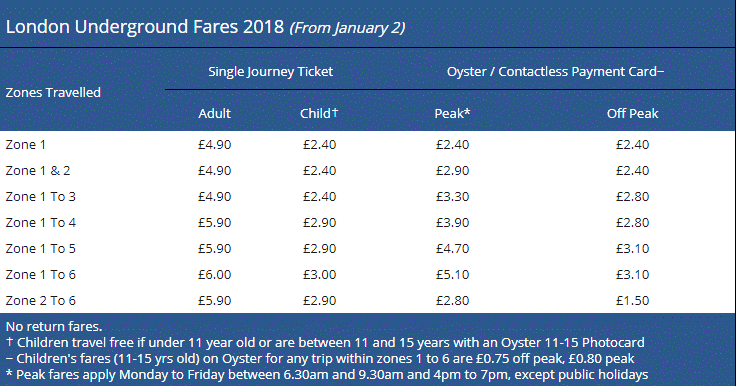 London Underground Fares 2018 (From January 2)
Zones Travelled Single Journey Ticket Oyster / Contactless Payment Card~
Adult Child† Peak* Off Peak
Zone 1 £4.90 £2.40 £2.40 £2.40
Zone 1 & 2 £4.90 £2.40 £2.90 £2.40
Zone 1 To 3 £4.90 £2.40 £3.30 £2.80
Zone 1 To 4 £5.90 £2.90 £3.90 £2.80
Zone 1 To 5 £5.90 £2.90 £4.70 £3.10
Zone 1 To 6 £6.00 £3.00 £5.10 £3.10
Zone 2 To 6 £5.90 £2.90 £2.80 £1.50
No return fares.
† Children travel free if under 11 year old or are between 11 and 15 years with an Oyster 11-15 Photocard
~ Children's fares (11-15 yrs old) on Oyster for any trip within zones 1 to 6 are £0.75 off peak, £0.80 peak
* Peak fares apply Monday to Friday between 6.30am and 9.30am and 4pm to 7pm, except public holidays